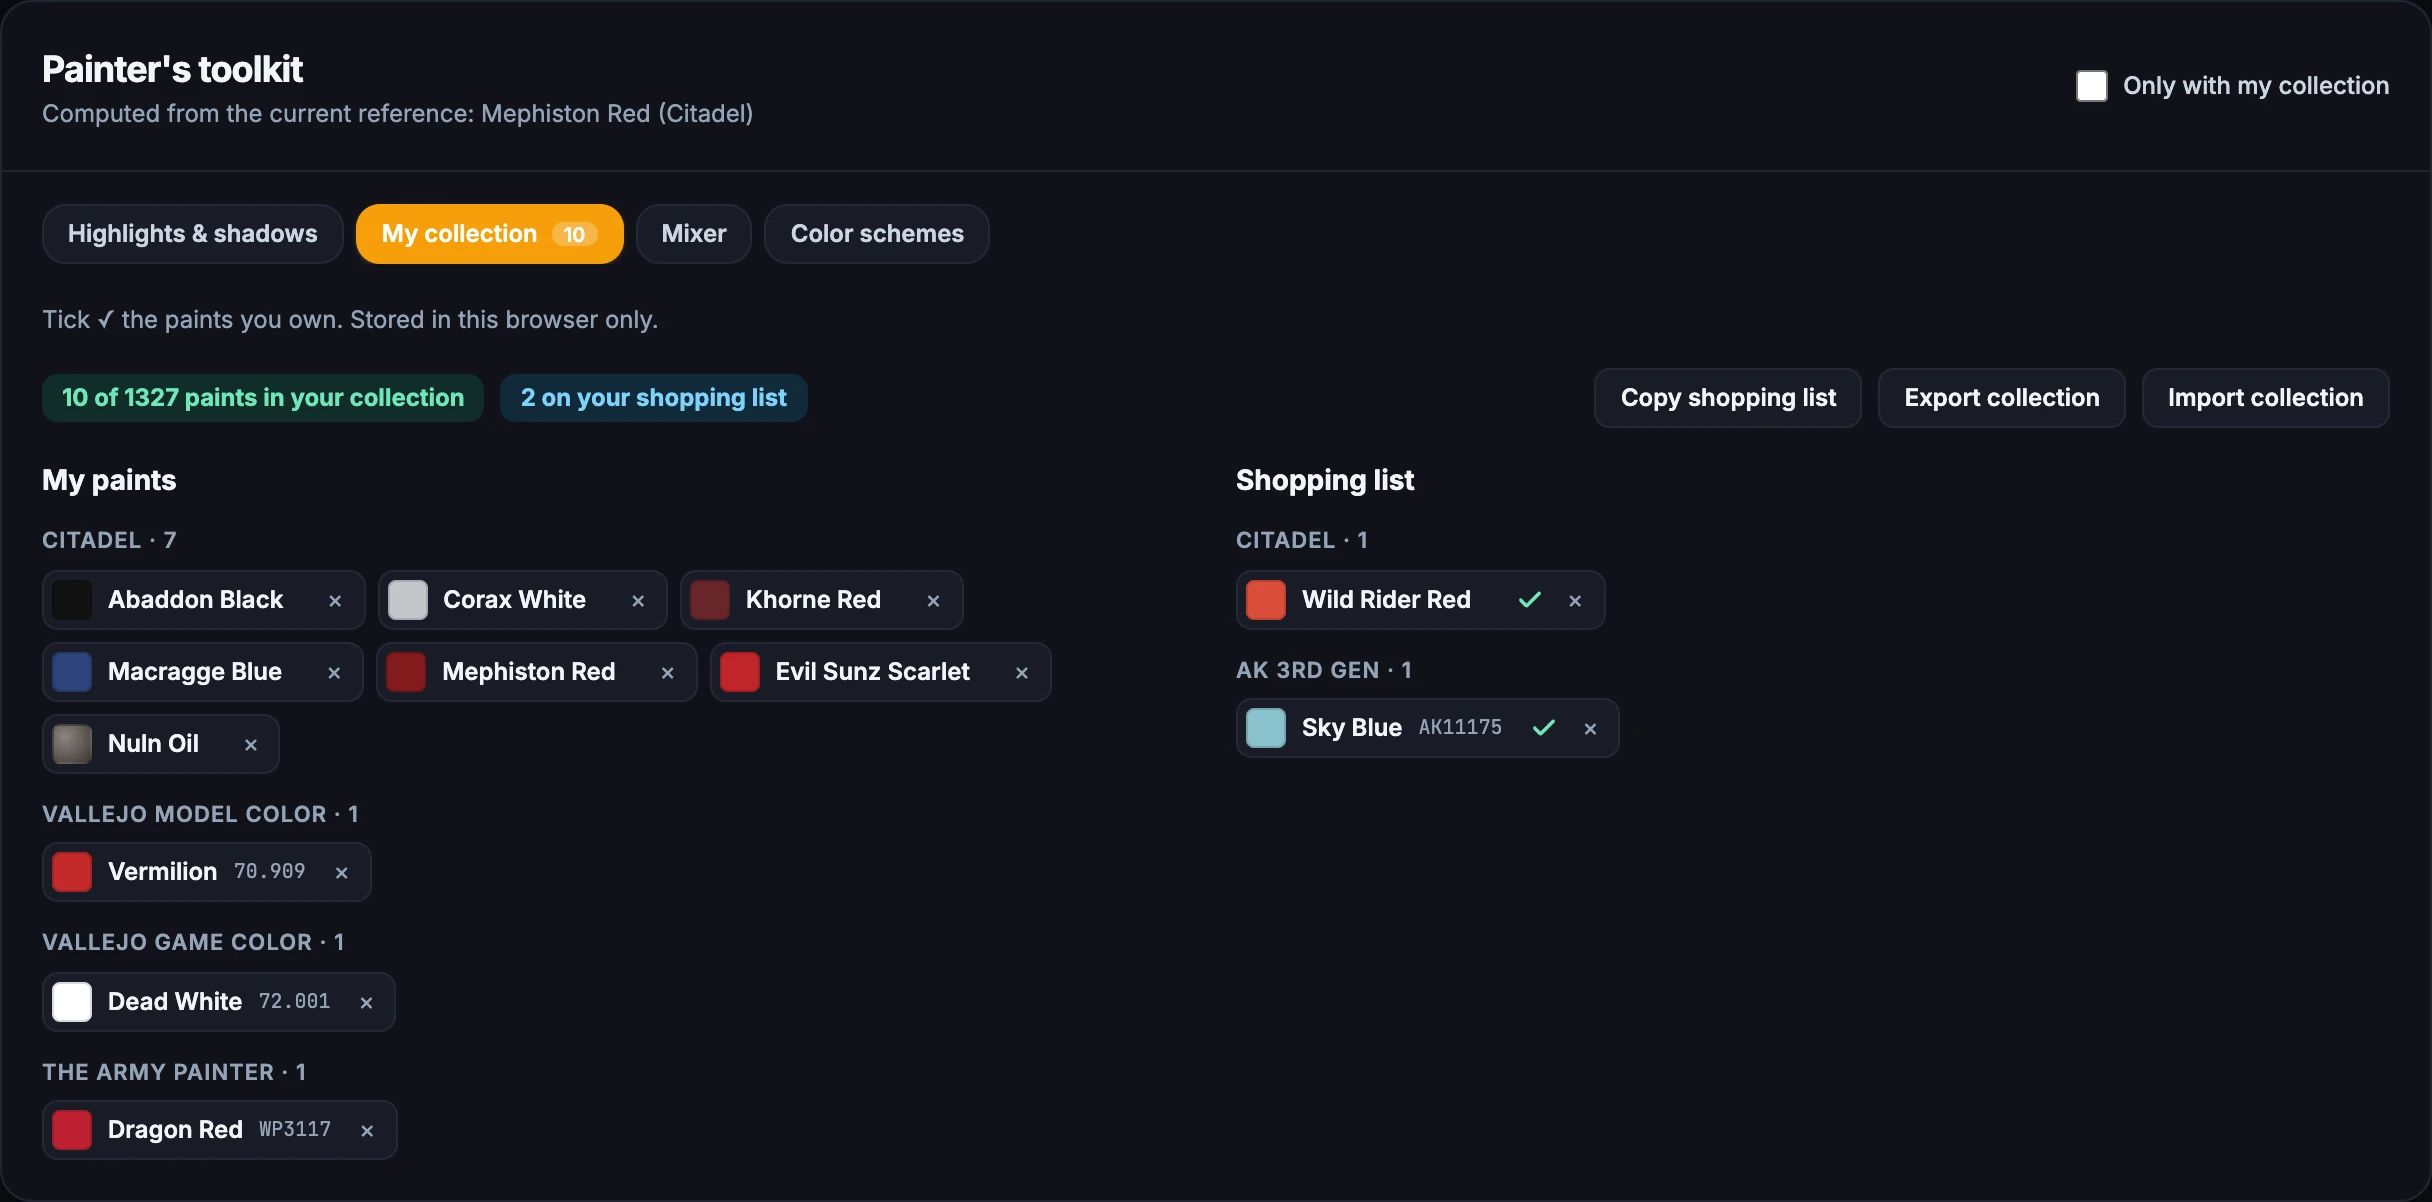 Painter's toolkit
Computed from the current reference: Mephiston Red (Citadel)
Only with my collection
Highlights & shadows
My collection 10
Mixer
Color schemes
Tick ✓ the paints you own. Stored in this browser only.
10 of 1327 paints in your collection
2 on your shopping list
Copy shopping list
Export collection
Import collection
My paints
CITADEL · 7
Abaddon Black ×
Corax White ×
Khorne Red ×
Macragge Blue ×
Mephiston Red ×
Evil Sunz Scarlet ×
Nuln Oil ×
VALLEJO MODEL COLOR · 1
Vermilion 70.909 ×
VALLEJO GAME COLOR · 1
Dead White 72.001 ×
THE ARMY PAINTER · 1
Dragon Red WP3117 ×
Shopping list
CITADEL · 1
Wild Rider Red ✓ ×
AK 3RD GEN · 1
Sky Blue AK11175 ✓ ×